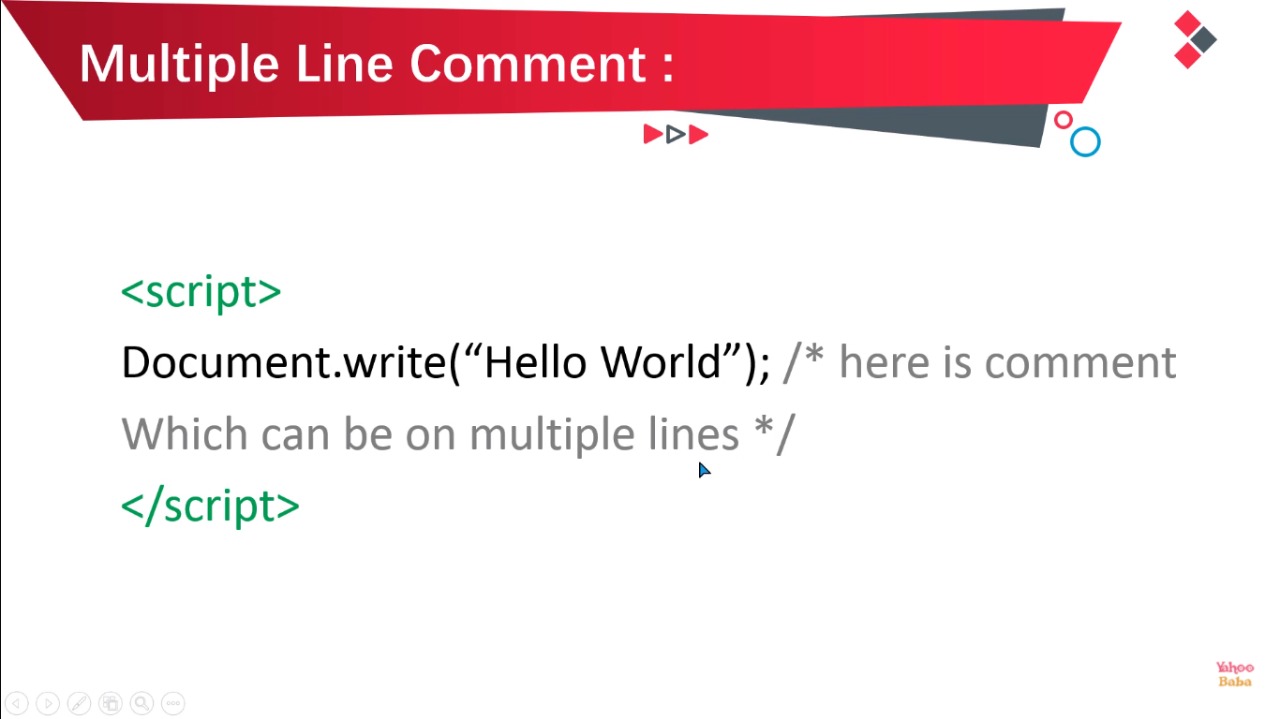 Multiple Line Comment :
<script>
Document.write(“Hello World”); /* here is comment
Which can be on multiple lines */
</script>
Yahoo
Baba